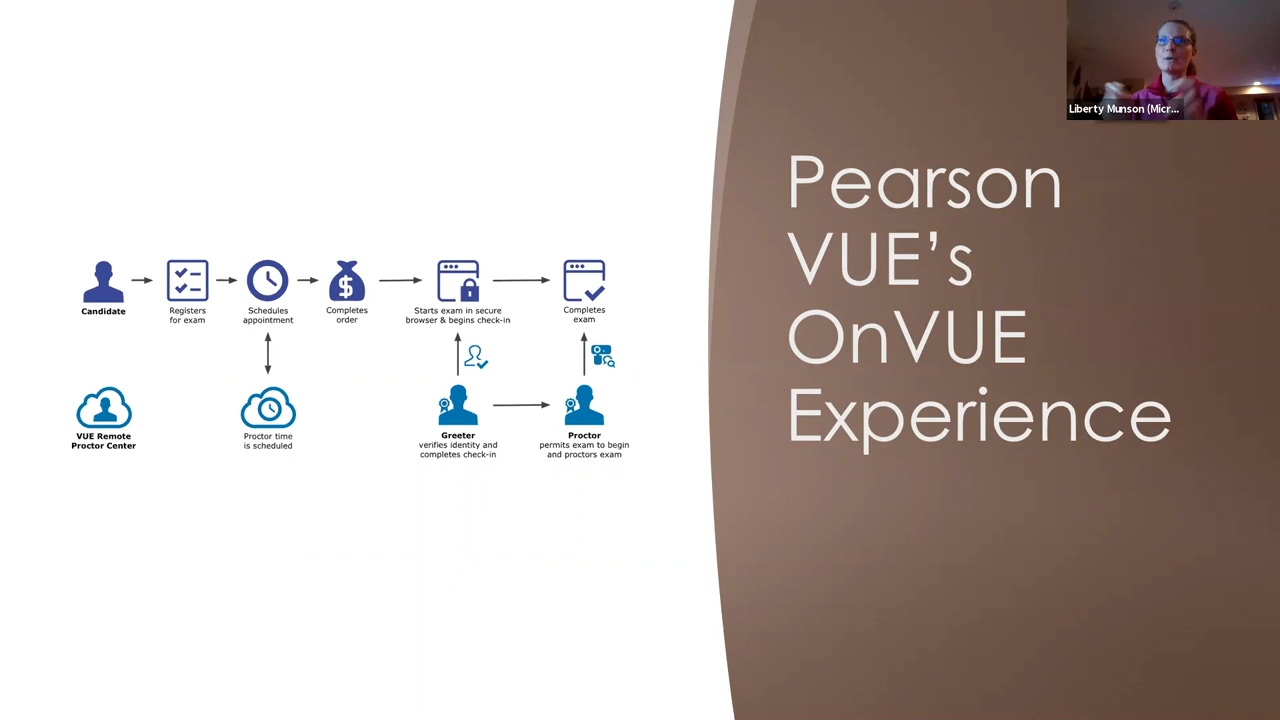 Liberty Munson (Micr...
Pearson
VUE’s
OnVUE
Experience
Candidate
Registers
for exam
Schedules
appointment
Completes
order
Starts exam in secure
browser & begins check-in
Completes
exam
VUE Remote
Proctor Center
Proctor time
is scheduled
Greeter
verifies identity and
completes check-in
Proctor
permits exam to begin
and proctors exam